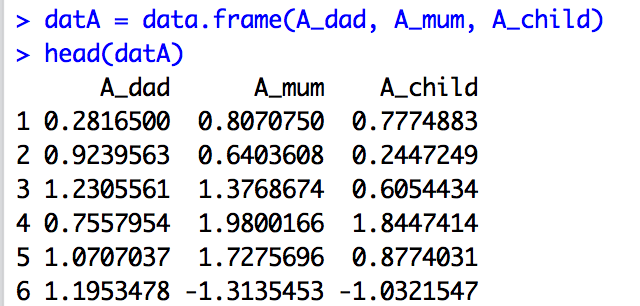 > datA = data.frame(A_dad, A_mum, A_child)
> head(datA)
A_dad A_mum A_child
1 0.2816500 0.8070750 0.7774883
2 0.9239563 0.6403608 0.2447249
3 1.2305561 1.3768674 0.6054434
4 0.7557954 1.9800166 1.8447414
5 1.0707037 1.7275696 0.8774031
6 1.1953478 -1.3135453 -1.0321547